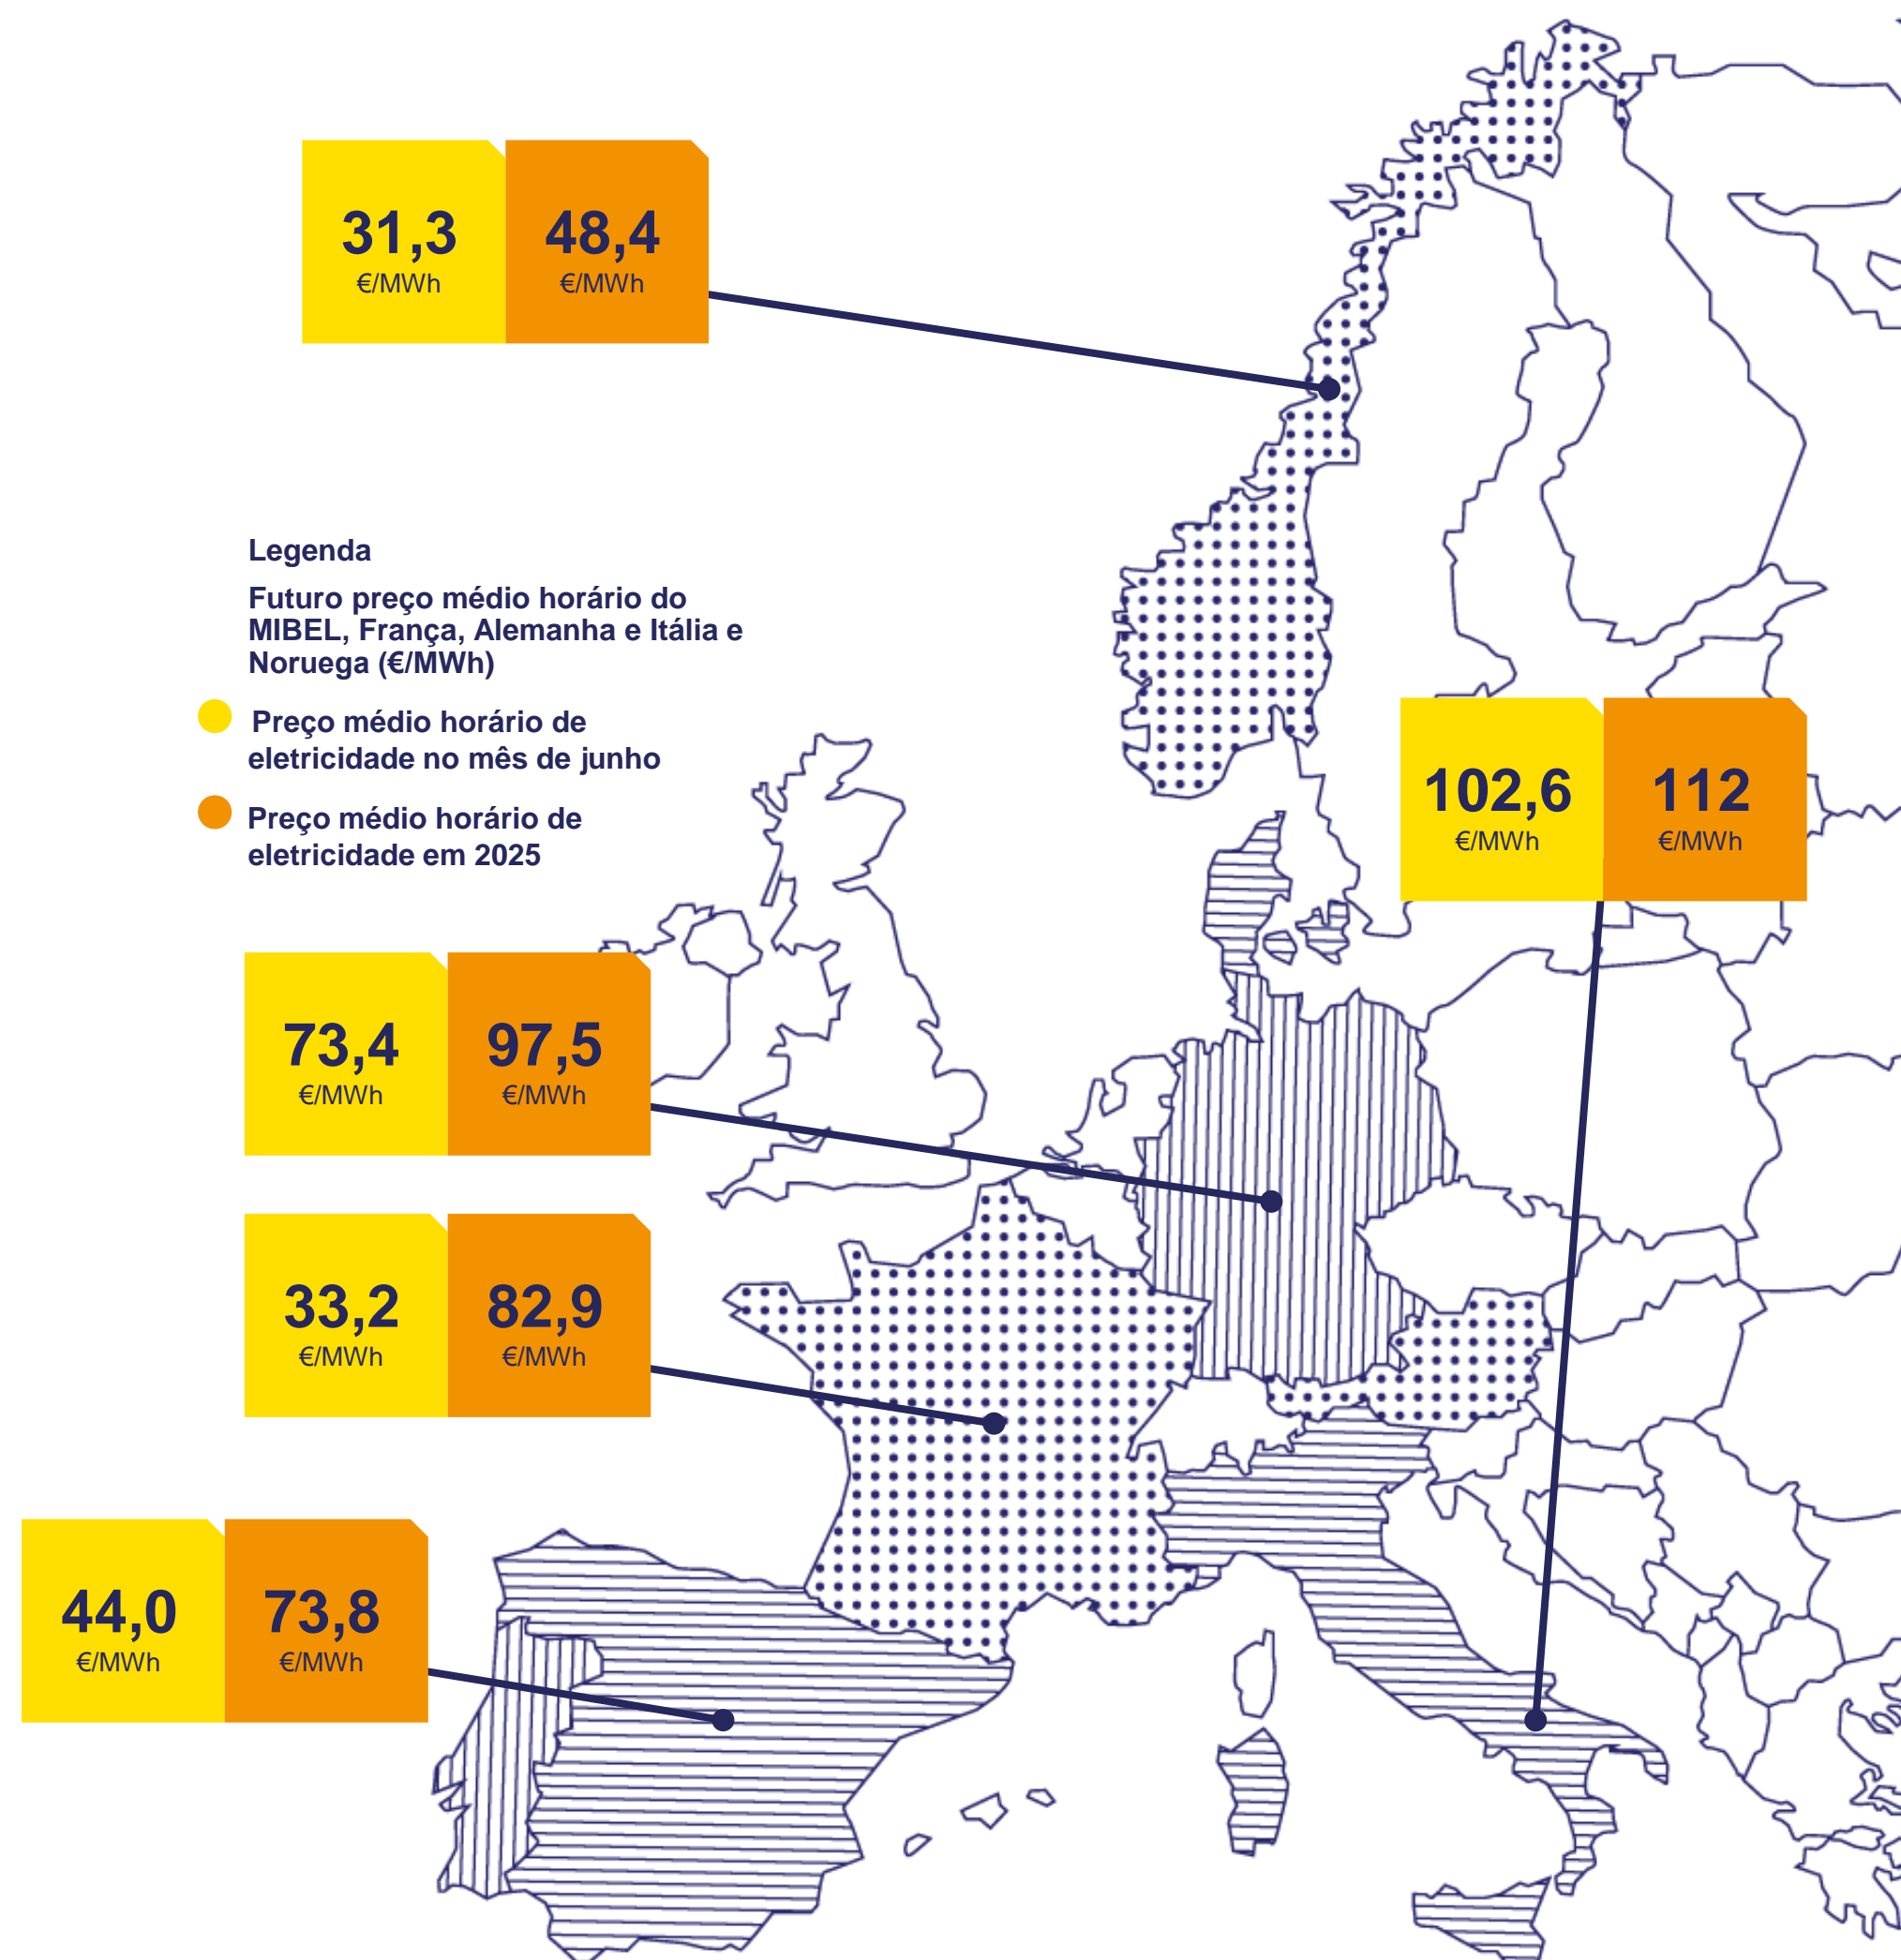 31,3 48,4
€/MWh €/MWh
Legenda
Futuro preço médio horário do
MIBEL, França, Alemanha e Itália e
Noruega (€/MWh)
Preço médio horário de
eletricidade no mês de junho
Preço médio horário de
eletricidade em 2025
102,6 112
€/MWh €/MWh
73,4 97,5
€/MWh €/MWh
33,2 82,9
€/MWh €/MWh
44,0 73,8
€/MWh €/MWh